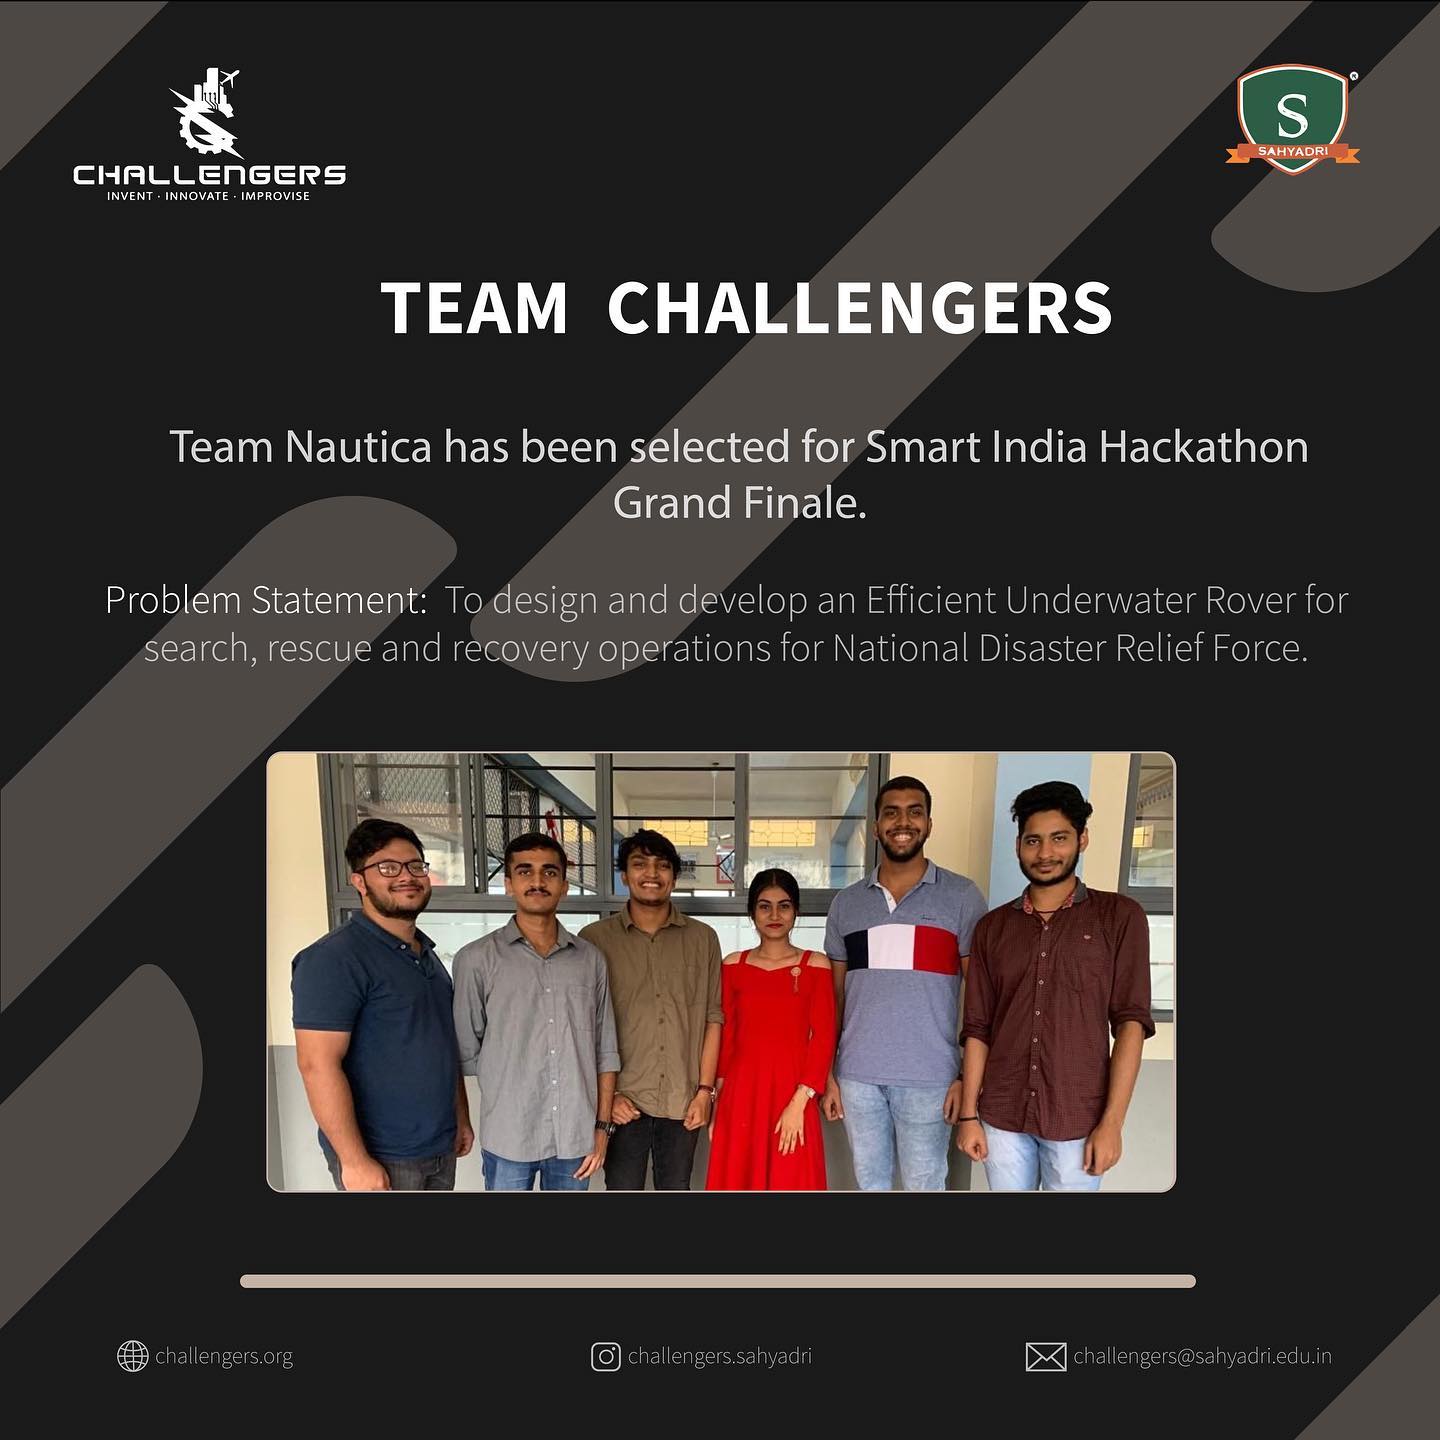 CHALLENGERS
INVENT · INNOVATE · IMPROVISE
S
SAHYADRI
®
TEAM CHALLENGERS
Team Nautica has been selected for Smart India Hackathon
Grand Finale.
Problem Statement: To design and develop an Efficient Underwater Rover for
search, rescue and recovery operations for National Disaster Relief Force.
challengers.org
challengers.sahyadri
challengers@sahyadri.edu.in